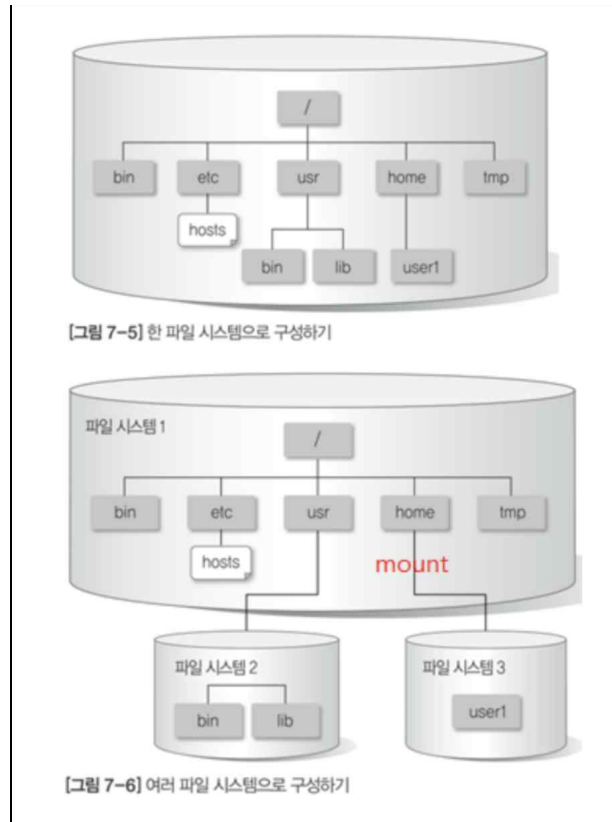 /
bin etc usr home tmp
hosts
bin lib user1
[그림 7-5] 한 파일 시스템으로 구성하기
파일 시스템 1
/
bin etc usr home tmp
hosts
mount
파일 시스템 2
파일 시스템 3
bin lib
user1
[그림 7-6] 여러 파일 시스템으로 구성하기